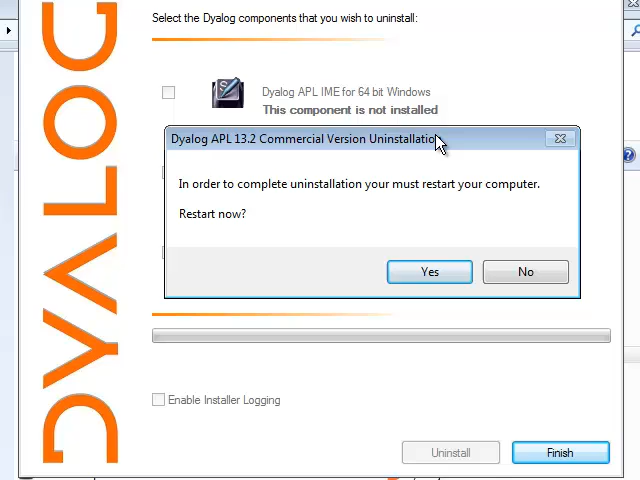 Select the Dyalog components that you wish to uninstall:
DYALOG
Dyalog APL IME for 64 bit Windows
This component is not installed
Dyalog APL 13.2 Commercial Version Uninstallation
In order to complete uninstallation your must restart your computer.
Restart now?
Yes
No
Enable Installer Logging
Uninstall
Finish